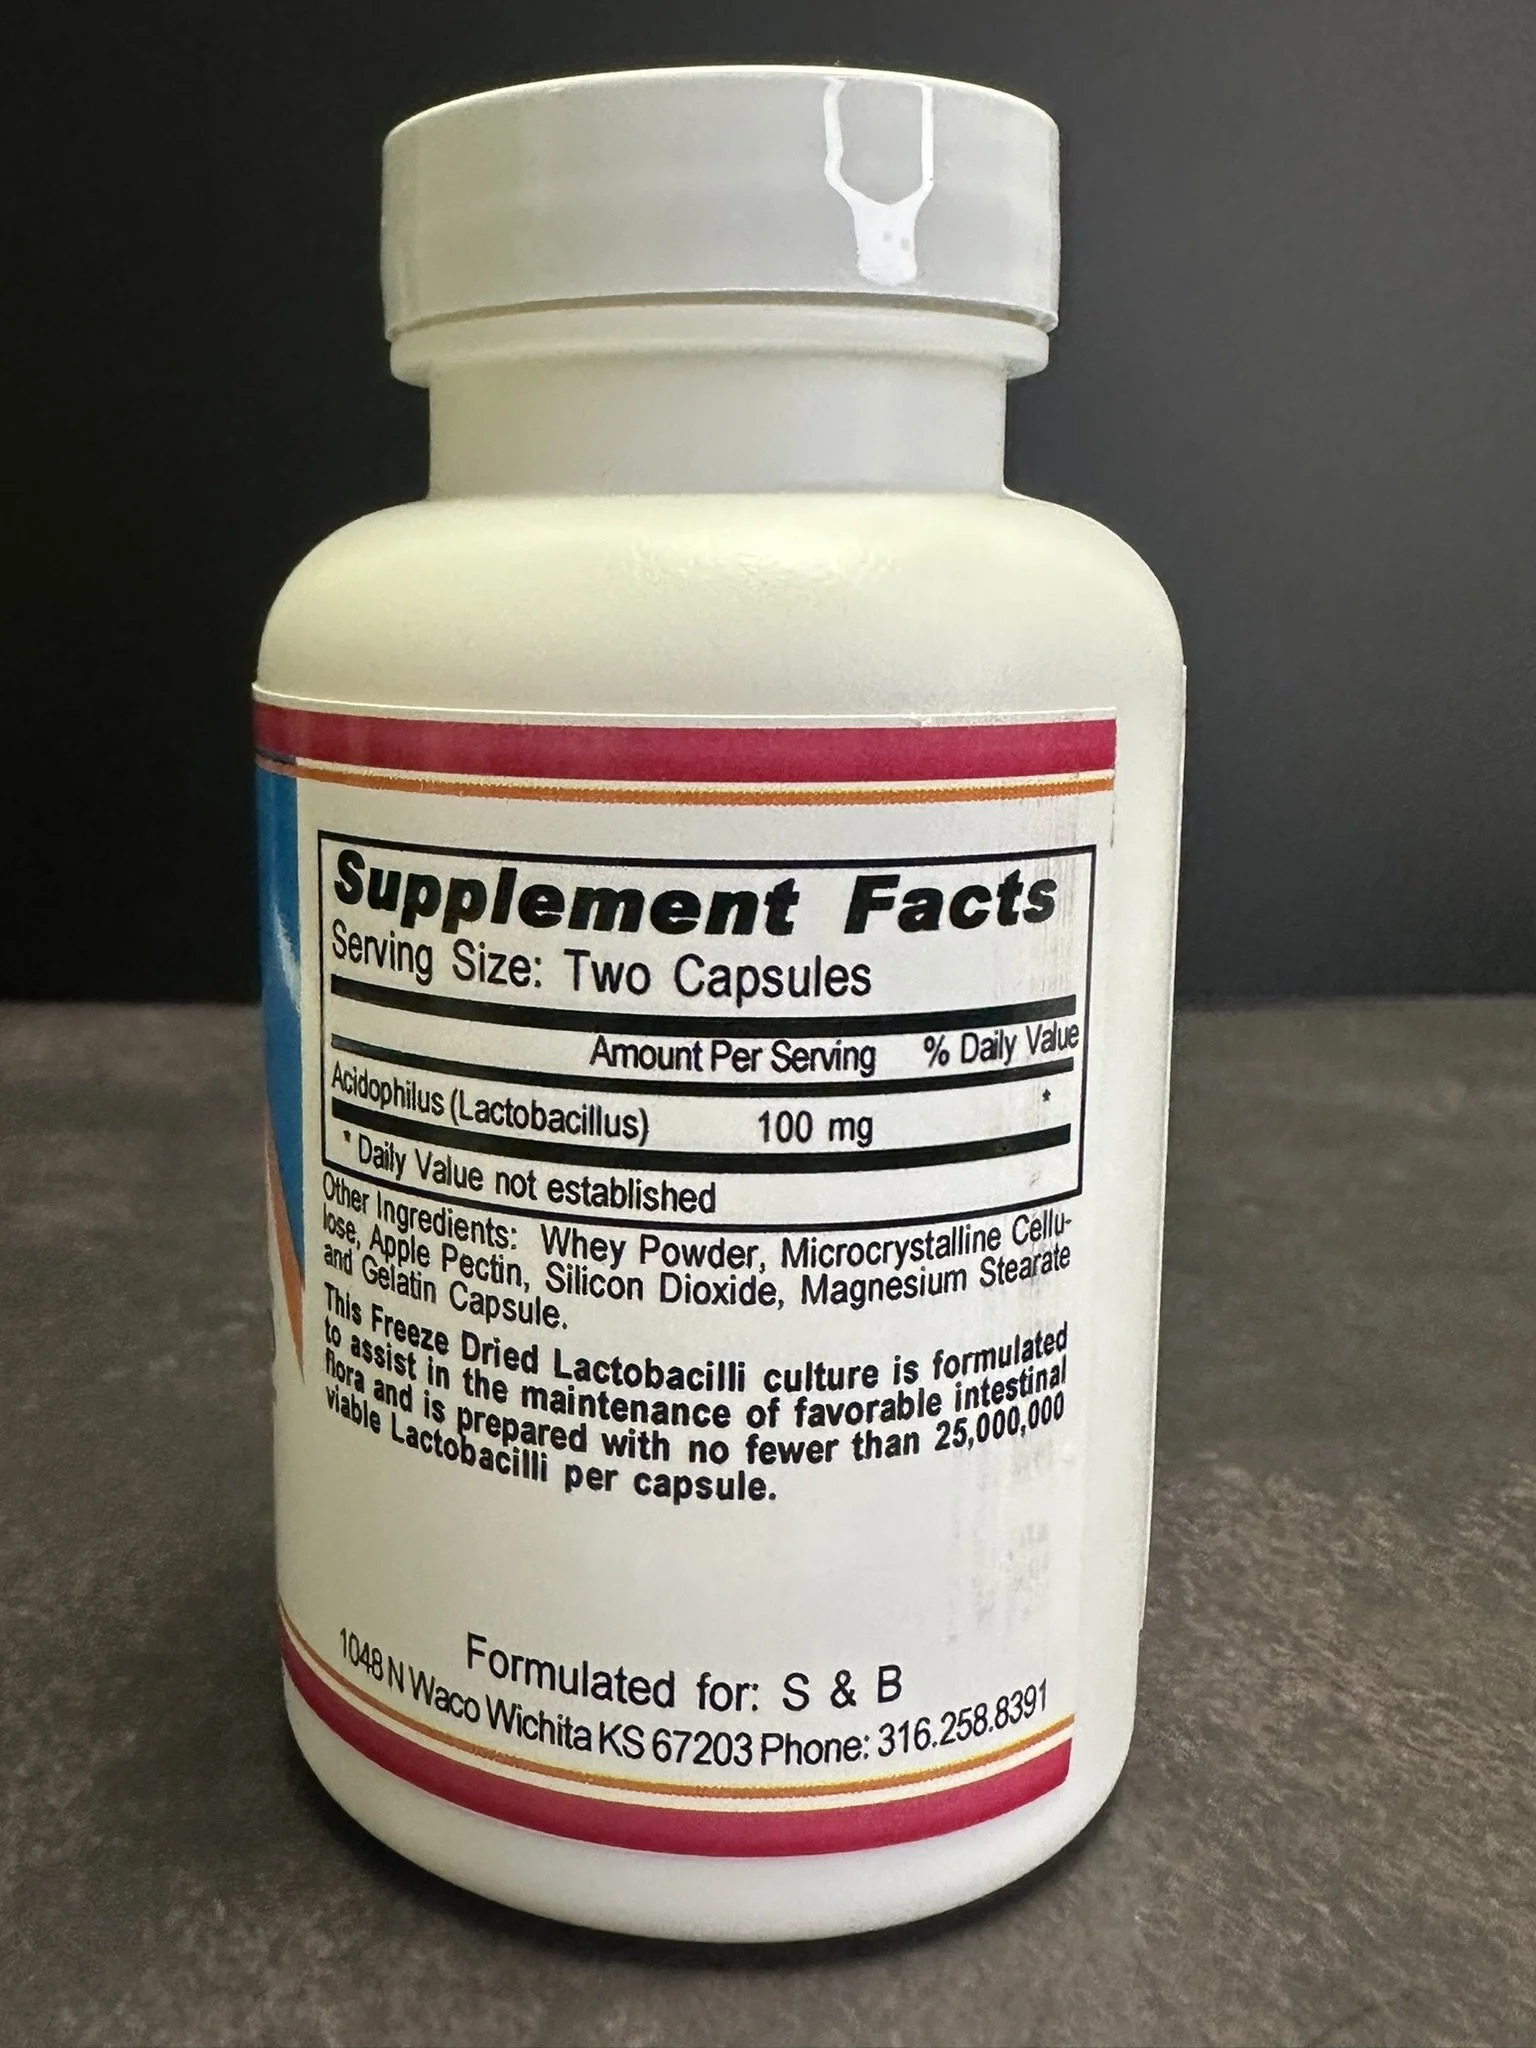 Supplement Facts
Serving Size: Two Capsules
Amount Per Serving % Daily Value
Acidophilus (Lactobacillus) 100 mg *
* Daily Value not established
Other Ingredients: Whey Powder, Microcrystalline Cellu-
lose, Apple Pectin, Silicon Dioxide, Magnesium Stearate
and Gelatin Capsule.
This Freeze Dried Lactobacilli culture is formulated
to assist in the maintenance of favorable intestinal
flora and is prepared with no fewer than 25,000,000
viable Lactobacilli per capsule.
Formulated for: S & B
1048 N Waco Wichita KS 67203 Phone: 316.258.8391